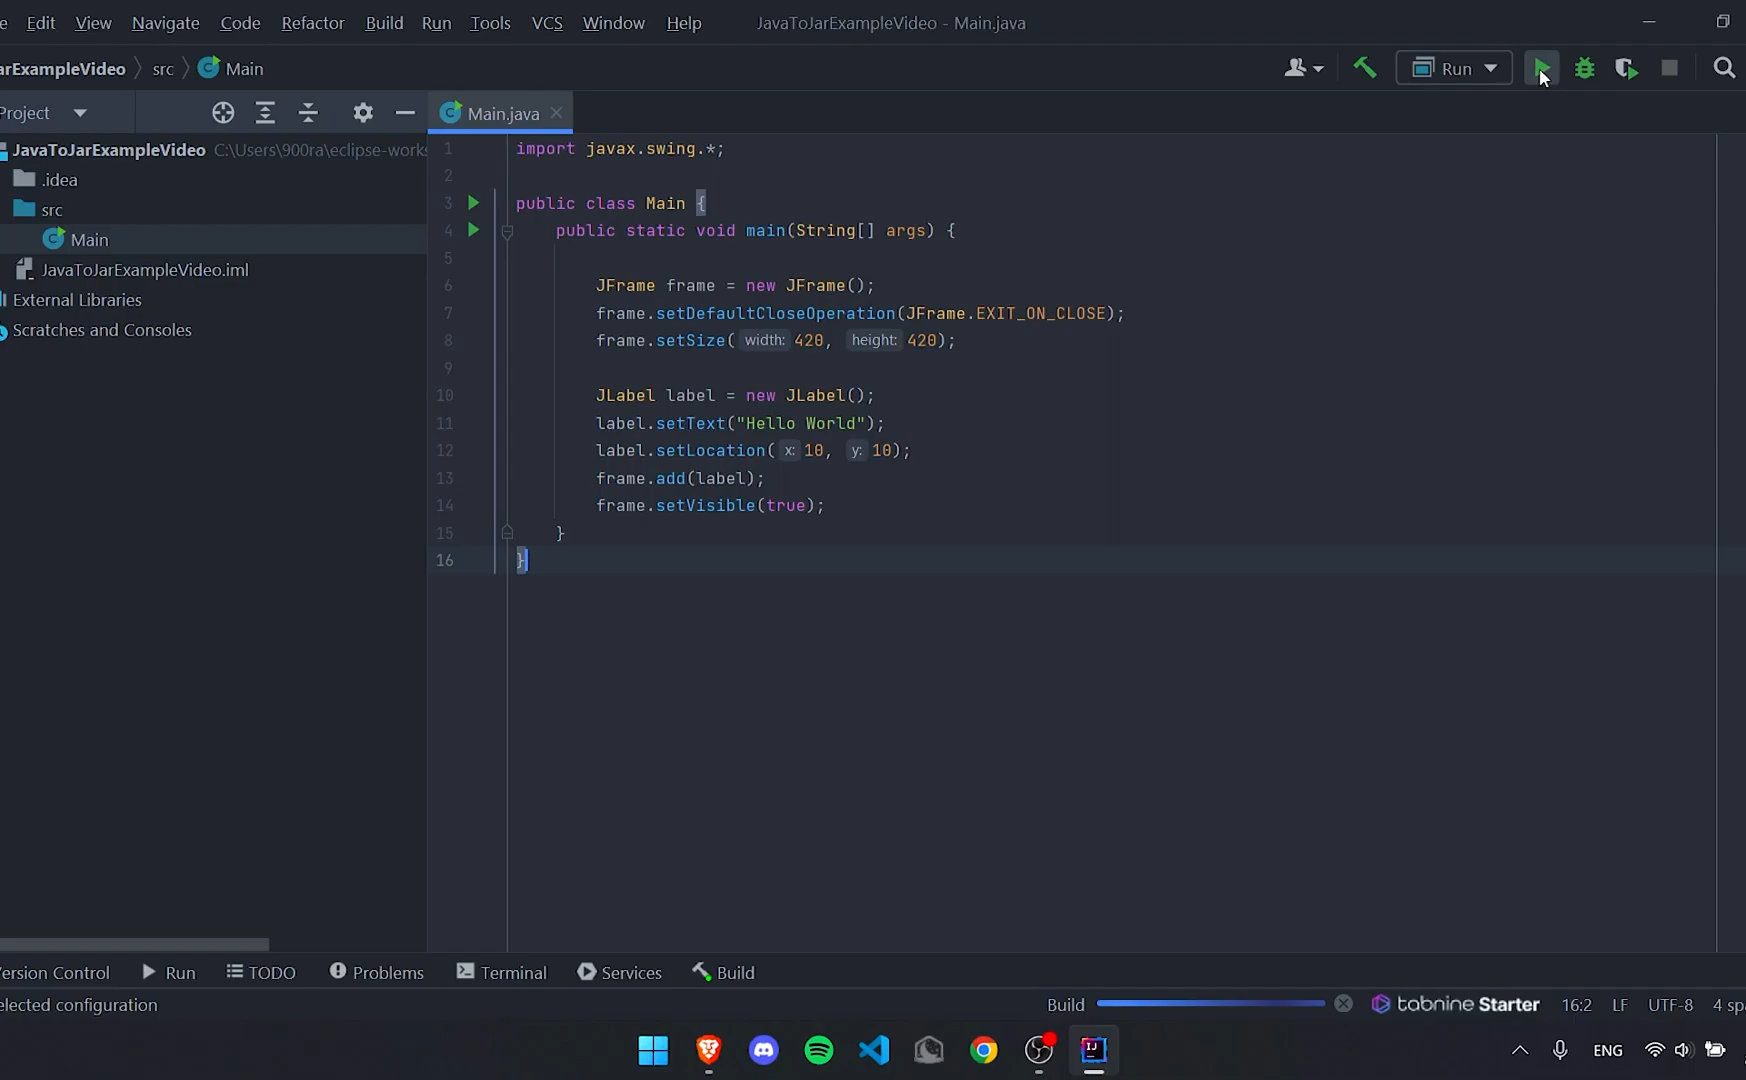 e Edit View Navigate Code Refactor Build Run Tools VCS Window Help JavaToJarExampleVideo - Main.java
arExampleVideo src Main
Run
Project
Main.java
JavaToJarExampleVideo C:\Users\900ra\eclipse-works
.idea
src
Main
JavaToJarExampleVideo.iml
External Libraries
Scratches and Consoles
1 import javax.swing.*;
2
3 public class Main {
4 public static void main(String[] args) {
5
6 JFrame frame = new JFrame();
7 frame.setDefaultCloseOperation(JFrame.EXIT_ON_CLOSE);
8 frame.setSize( width: 420, height: 420);
9
10 JLabel label = new JLabel();
11 label.setText("Hello World");
12 label.setLocation( x: 10, y: 10);
13 frame.add(label);
14 frame.setVisible(true);
15 }
16 }
ersion Control Run TODO Problems Terminal Services Build
elected configuration Build tabnine Starter 16:2 LF UTF-8 4 spa
IJ ENG